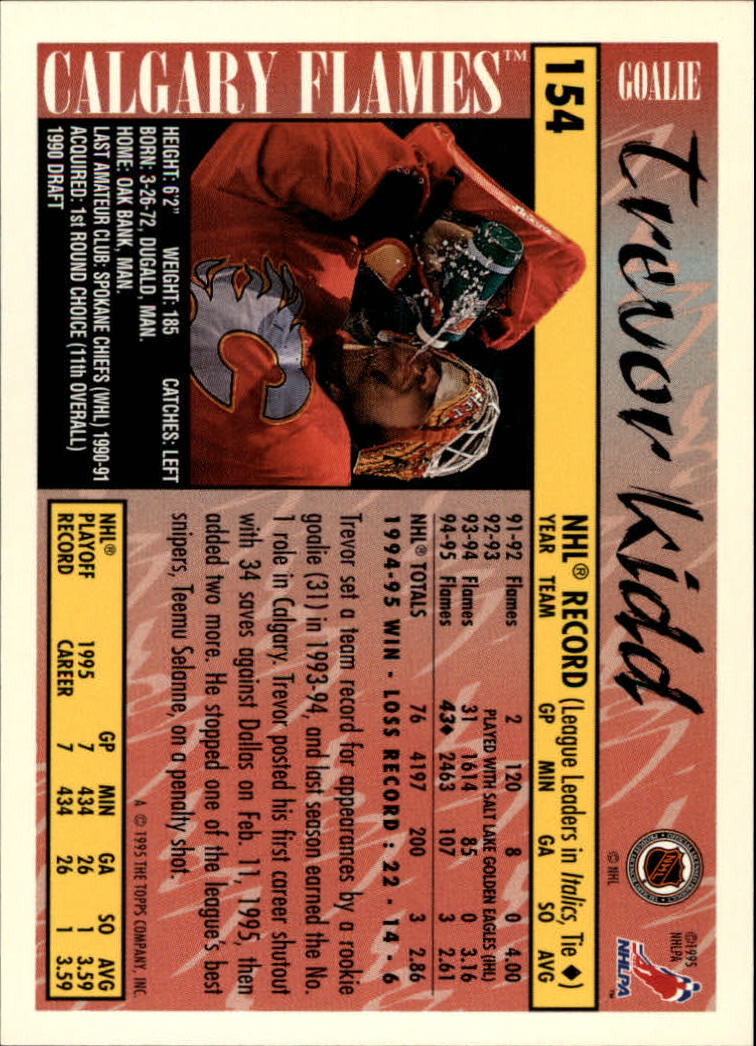 GOALIE
trevor kidd
© NHL
NHL
©1995
NHLPA
NHLPA™
154
CALGARY FLAMES™
HEIGHT: 6'2" WEIGHT: 185 CATCHES: LEFT
BORN: 3-26-72, DUGALD, MAN.
HOME: OAK BANK, MAN.
LAST AMATEUR CLUB: SPOKANE CHIEFS (WHL) 1990-91
ACQUIRED: 1st ROUND CHOICE (11th OVERALL)
1990 DRAFT
NHL® RECORD (League Leaders in Italics, Tie ♦)
YEAR TEAM GP MIN GA SO AVG
91-92 Flames 2 120 8 0 4.00
92-93 PLAYED WITH SALT LAKE GOLDEN EAGLES (IHL)
93-94 Flames 31 1614 85 0 3.16
94-95 Flames 43♦ 2463 107 3 2.61
NHL® TOTALS 76 4197 200 3 2.86
1994-95 WIN - LOSS RECORD: 22 - 14 - 6
Trevor set a team record for appearances by a rookie
goalie (31) in 1993-94, and last season earned the No.
1 role in Calgary. Trevor posted his first career shutout
with 34 saves against Dallas on Feb. 11, 1995, then
added two more. He stopped one of the league's best
snipers, Teemu Selanne, on a penalty shot.
A © 1995 THE TOPPS COMPANY, INC.
NHL® GP MIN GA SO AVG
PLAYOFF 1995 7 434 26 1 3.59
RECORD CAREER 7 434 26 1 3.59